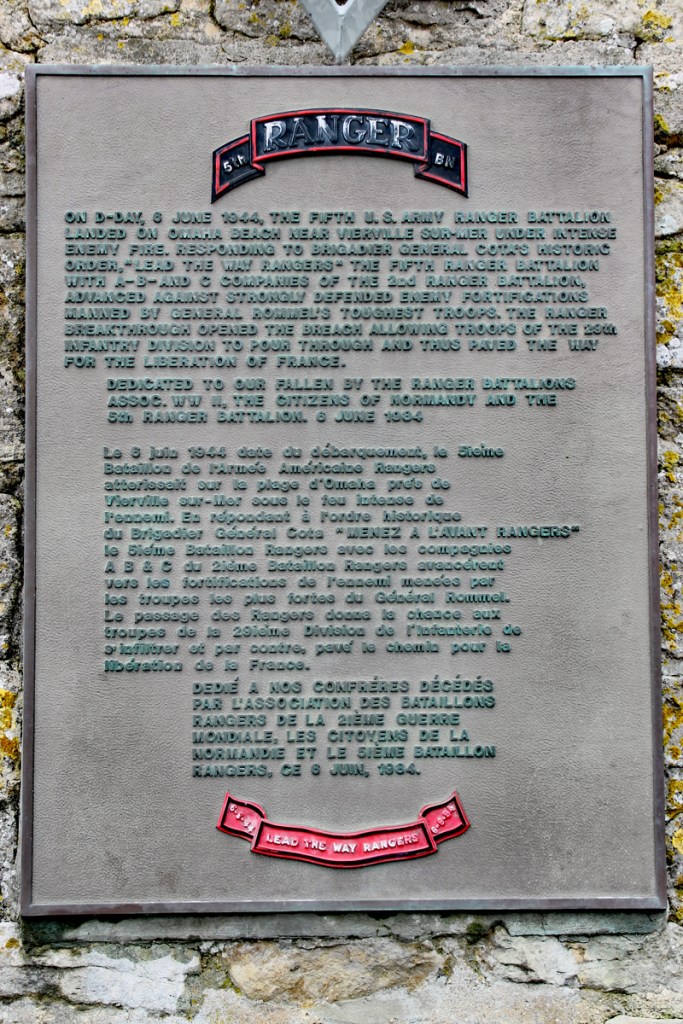 RANGER
5th BN
ON D-DAY, 6 JUNE 1944, THE FIFTH U.S. ARMY RANGER BATTALION
LANDED ON OMAHA BEACH NEAR VIERVILLE SUR-MER UNDER INTENSE
ENEMY FIRE. RESPONDING TO BRIGADIER GENERAL COTA'S HISTORIC
ORDER, "LEAD THE WAY RANGERS" THE FIFTH RANGER BATTALION
WITH A-B-AND C COMPANIES OF THE 2nd RANGER BATTALION,
ADVANCED AGAINST STRONGLY DEFENDED ENEMY FORTIFICATIONS
MANNED BY GENERAL ROMMEL'S TOUGHEST TROOPS. THE RANGER
BREAKTHROUGH OPENED THE BREACH ALLOWING TROOPS OF THE 29th
INFANTRY DIVISION TO POUR THROUGH AND THUS PAVED THE WAY
FOR THE LIBERATION OF FRANCE.
DEDICATED TO OUR FALLEN BY THE RANGER BATTALIONS
ASSOC. WW II, THE CITIZENS OF NORMANDY AND THE
5th RANGER BATTALION. 6 JUNE 1984
Le 6 juin 1944 date du débarquement, le 5ieme
Bataillon de l'Armée Américaine Rangers
atterissait sur la plage d'Omaha prés de
Vierville sur-Mer sous le feu intense de
l'ennemi. En répondant à l'ordre historique
du Brigadier Général Cota "MENEZ A L'AVANT RANGERS"
le 5iéme Bataillon Rangers avec les compagnies
A B & C du 2iéme Bataillon Rangers avancérent
vers les fortifications de l'ennemi menées par
les troupes les plus fortes du Général Rommel.
Le passage des Rangers donna la chance aux
troupes de la 29iéme Division de l'Infanterie de
s'infiltrer et par contre, pavé le chemin pour la
libération de la France.
DEDIÉ A NOS CONFRÉRES DÉCÉDÉS
PAR L'ASSOCIATION DES BATAILLONS
RANGERS DE LA 2IÈME GUERRE
MONDIALE, LES CITOYENS DE LA
NORMANDIE ET LE 5IÈME BATAILLON
RANGERS, CE 6 JUIN, 1984.
LEAD THE WAY RANGERS